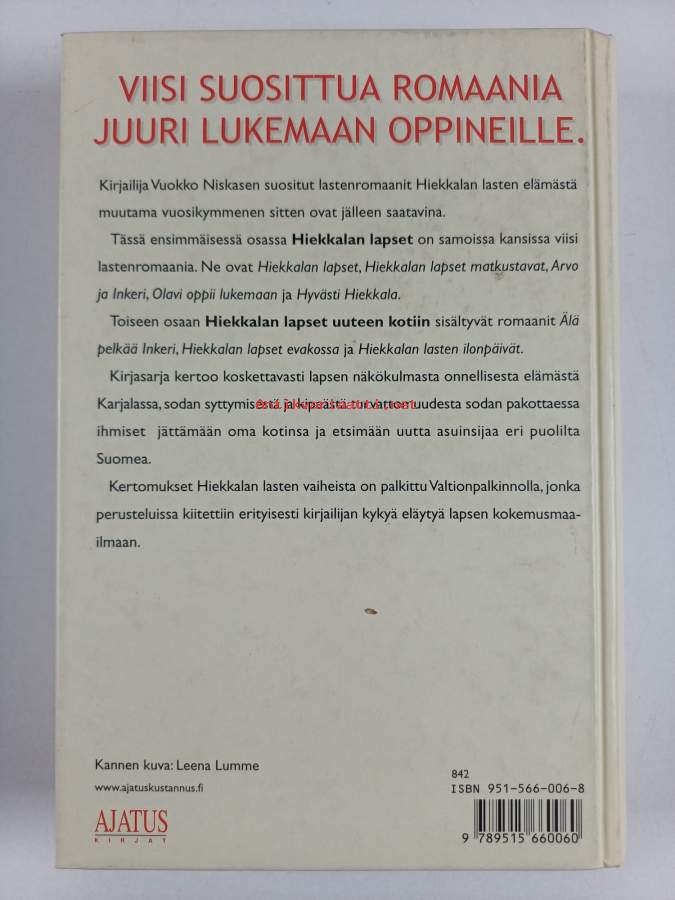 VIISI SUOSITTUA ROMAANIA
JUURI LUKEMAAN OPPINEILLE.
Kirjailija Vuokko Niskasen suositut lastenromaanit Hiekkalan lasten elämästä
muutama vuosikymmenen sitten ovat jälleen saatavina.
Tässä ensimmäisessä osassa Hiekkalan lapset on samoissa kansissa viisi
lastenromaania. Ne ovat Hiekkalan lapset, Hiekkalan lapset matkustavat, Arvo
ja Inkeri, Olavi oppii lukemaan ja Hyvästi Hiekkala.
Toiseen osaan Hiekkalan lapset uuteen kotiin sisältyvät romaanit Älä
pelkää Inkeri, Hiekkalan lapset evakossa ja Hiekkalan lasten ilonpäivät.
Kirjasarja kertoo koskettavasti lapsen näkökulmasta onnellisesta elämästä
Karjalassa, sodan syttymisestä ja kipeästä turvattomuudesta sodan pakottaessa
ihmiset jättämään oma kotinsa ja etsimään uutta asuinsijaa eri puolilta
Suomea.
Kertomukset Hiekkalan lasten vaiheista on palkittu Valtionpalkinnolla, jonka
perusteluissa kiitettiin erityisesti kirjailijan kykyä eläytyä lapsen kokemusmaa-
ilmaan.
Kannen kuva: Leena Lumme
www.ajatuskustannus.fi
AJATUS
KIRJAT
842
ISBN 951-566-006-8
9 789515 660060